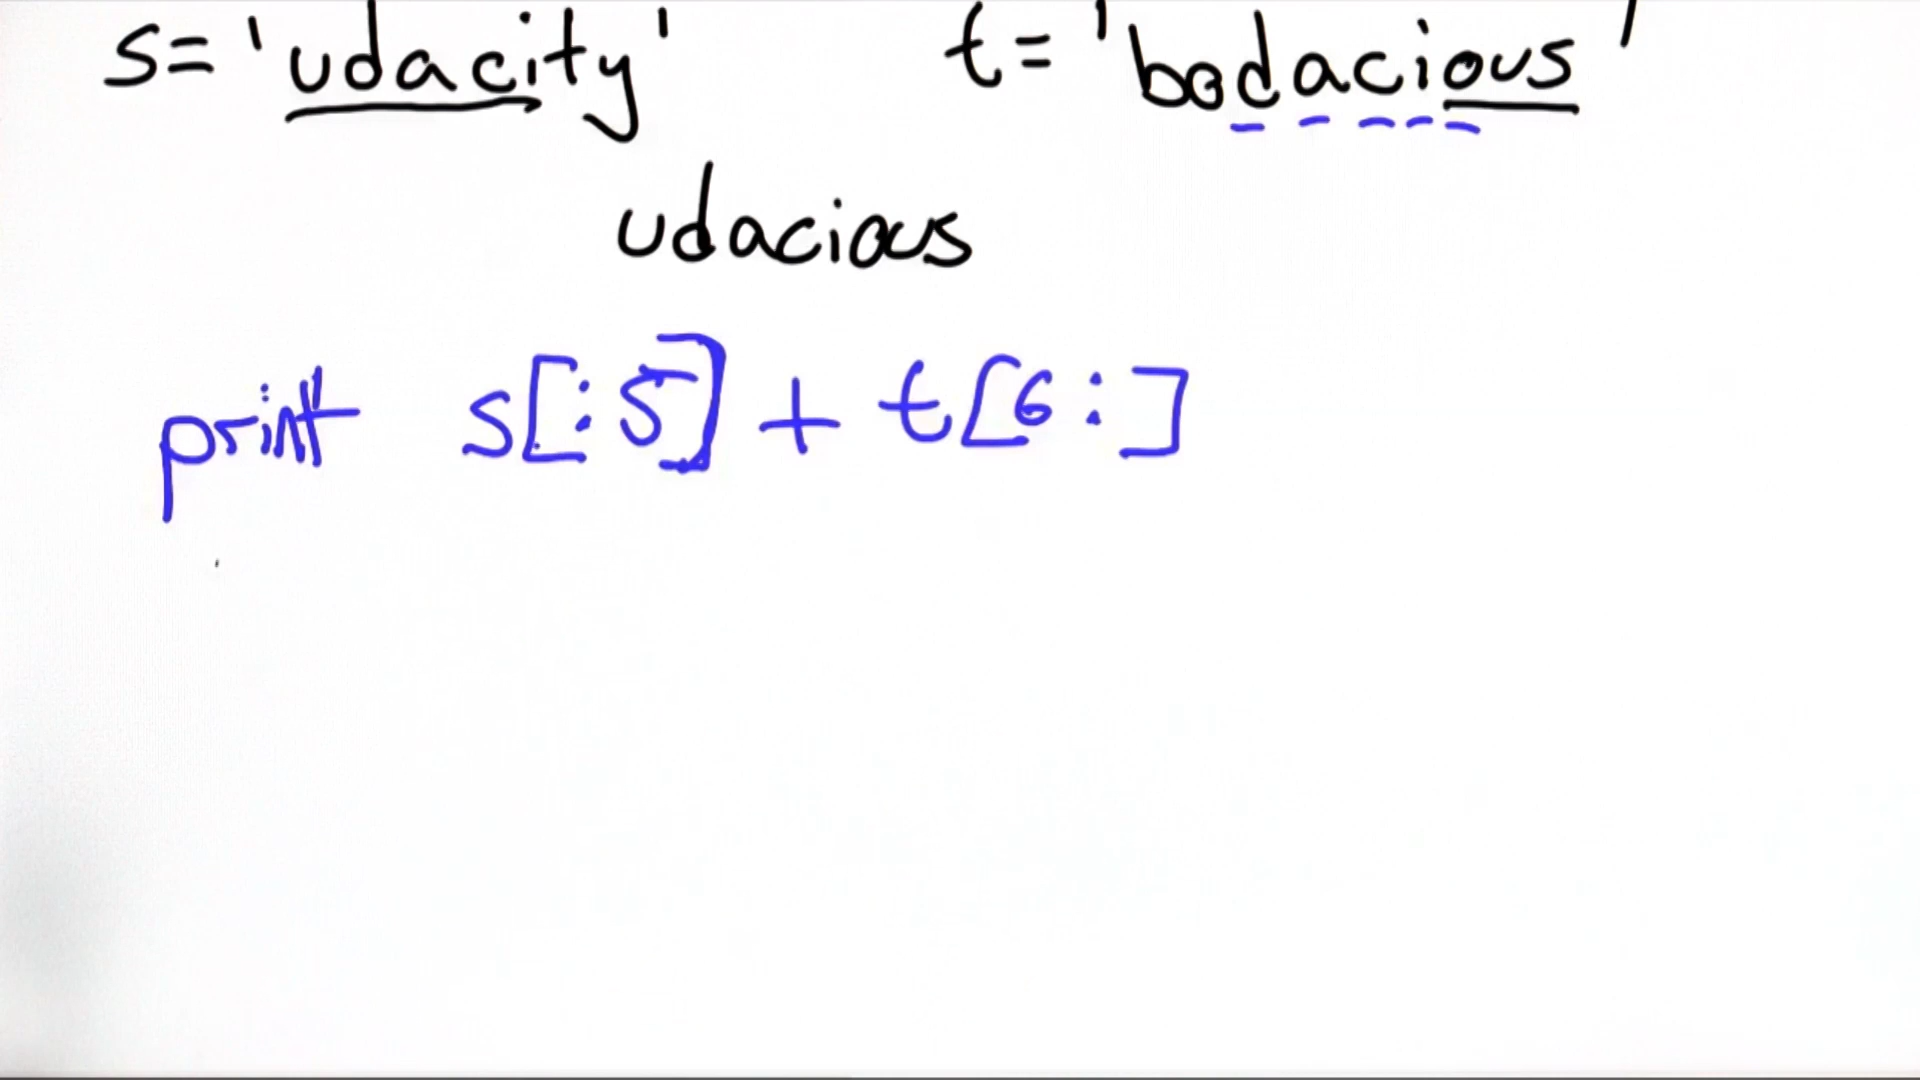 s= 'udacity' t= 'bodacious'
udacious
print s[:5] + t[6:]